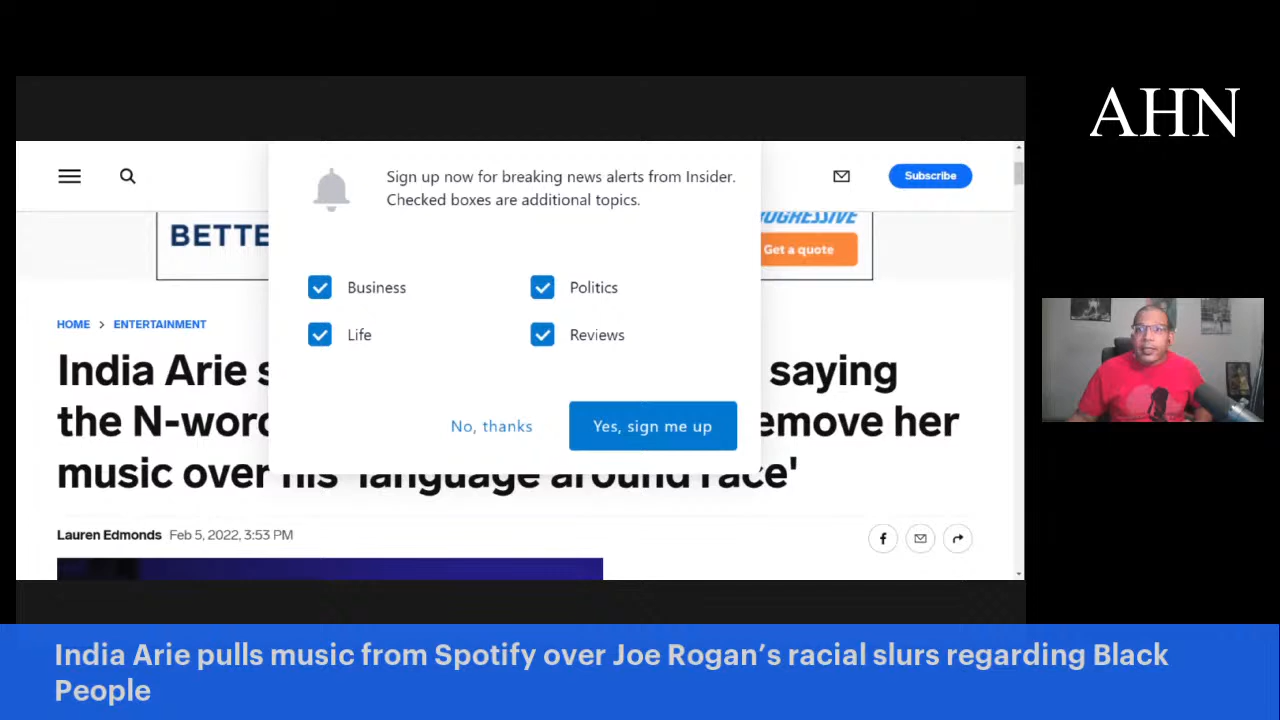 AHN
Sign up now for breaking news alerts from Insider.
Checked boxes are additional topics.
Subscribe
BETTE
Get a quote
Business
Politics
Life
Reviews
HOME > ENTERTAINMENT
India Arie saying
the N-word emove her
music over his 'language around race'
No, thanks
Yes, sign me up
Lauren Edmonds Feb 5, 2022, 3:53 PM
India Arie pulls music from Spotify over Joe Rogan’s racial slurs regarding Black
People